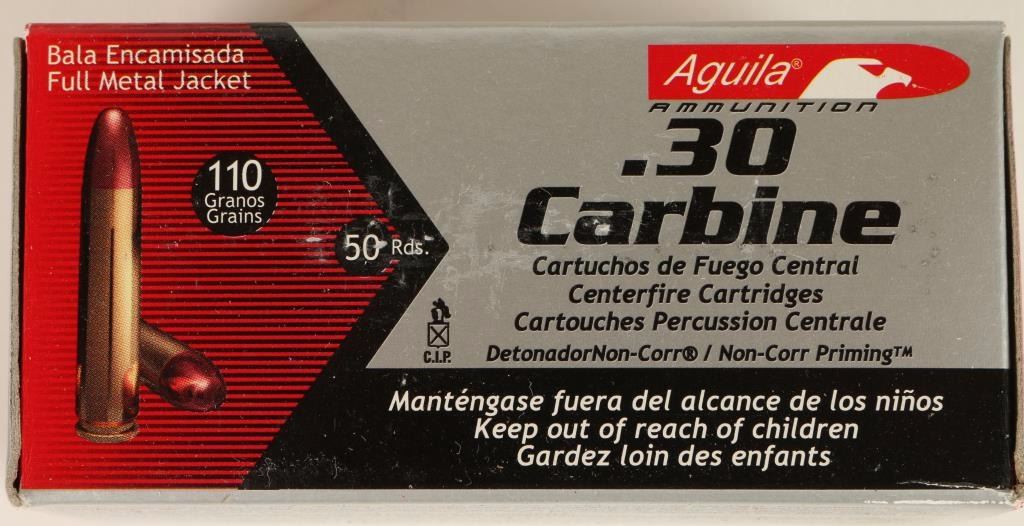 Bala Encamisada
Full Metal Jacket
110
Granos
Grains
50 Rds.
Aguila®
AMMUNITION
.30
Carbine
Cartuchos de Fuego Central
Centerfire Cartridges
Cartouches Percussion Centrale
C.I.P.
DetonadorNon-Corr® / Non-Corr Priming™
Manténgase fuera del alcance de los niños
Keep out of reach of children
Gardez loin des enfants